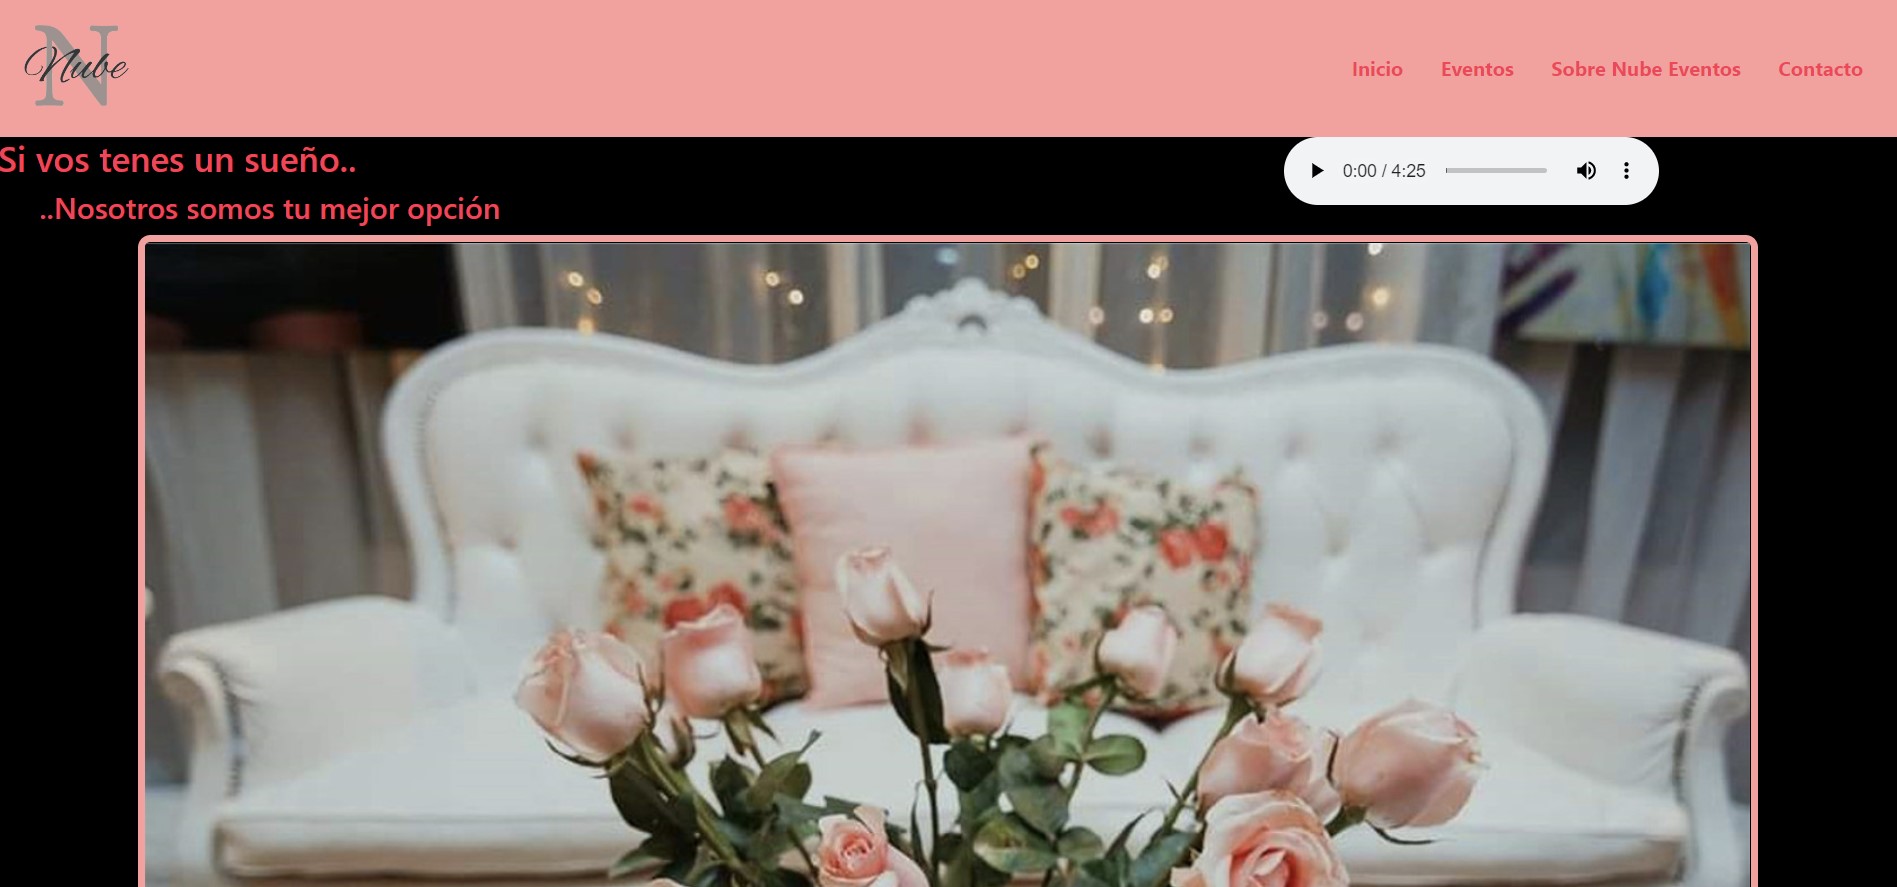 N
Nube
Inicio
Eventos
Sobre Nube Eventos
Contacto
Si vos tenes un sueño..
0:00 / 4:25
..Nosotros somos tu mejor opción